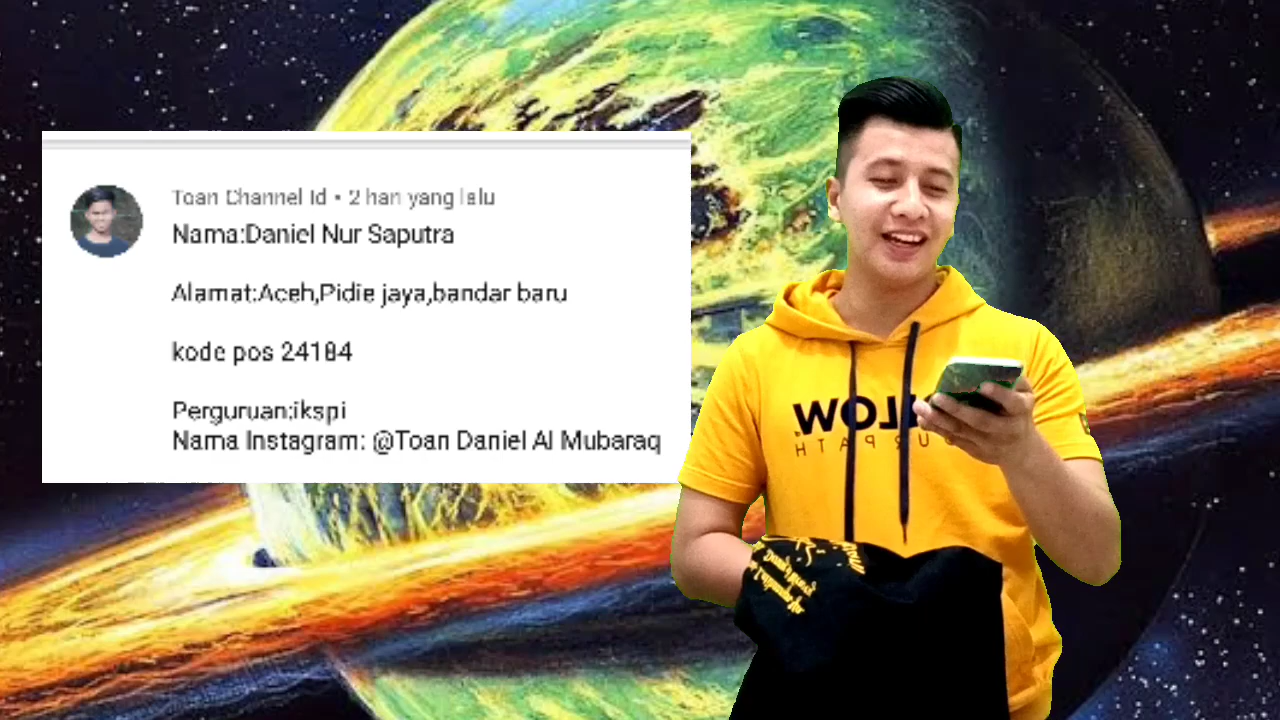 Toan Channel Id • 2 hari yang lalu
Nama:Daniel Nur Saputra
Alamat:Aceh,Pidie jaya,bandar baru
kode pos 24184
Perguruan:ikspi
Nama Instagram: @Toan Daniel Al Mubaraq